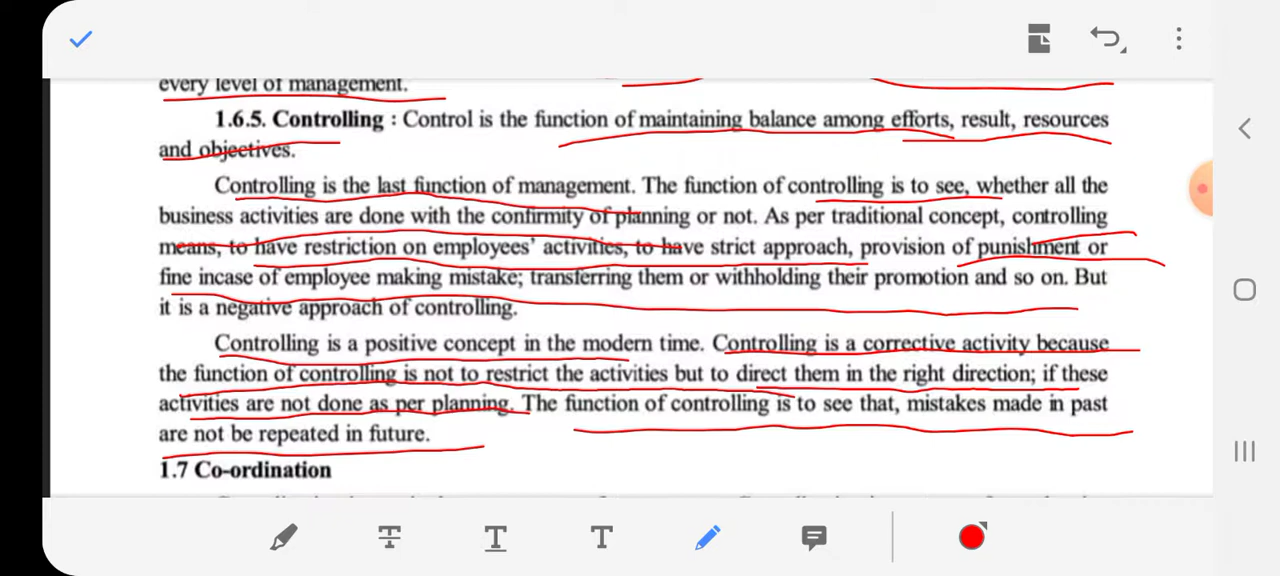 every level of management.
1.6.5. Controlling : Control is the function of maintaining balance among efforts, result, resources
and objectives.
Controlling is the last function of management. The function of controlling is to see, whether all the
business activities are done with the confirmity of planning or not. As per traditional concept, controlling
means, to have restriction on employees' activities, to have strict approach, provision of punishment or
fine incase of employee making mistake; transferring them or withholding their promotion and so on. But
it is a negative approach of controlling.
Controlling is a positive concept in the modern time. Controlling is a corrective activity because
the function of controlling is not to restrict the activities but to direct them in the right direction; if these
activities are not done as per planning. The function of controlling is to see that, mistakes made in past
are not be repeated in future.
1.7 Co-ordination